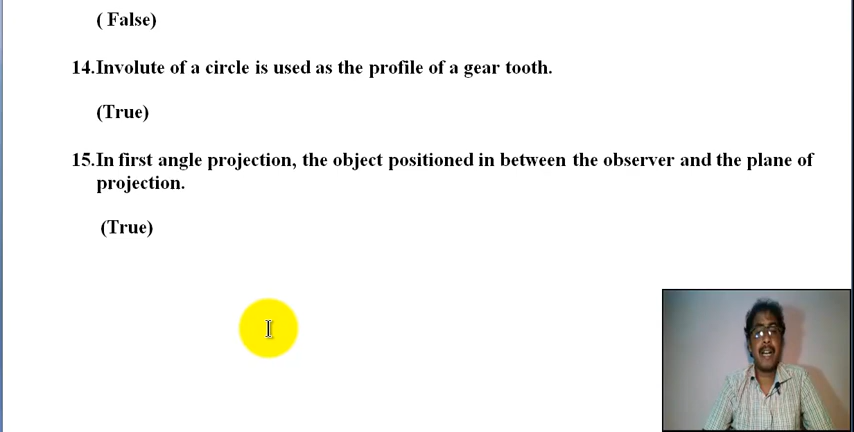 ( False)
14.Involute of a circle is used as the profile of a gear tooth.
(True)
15.In first angle projection, the object positioned in between the observer and the plane of
projection.
(True)